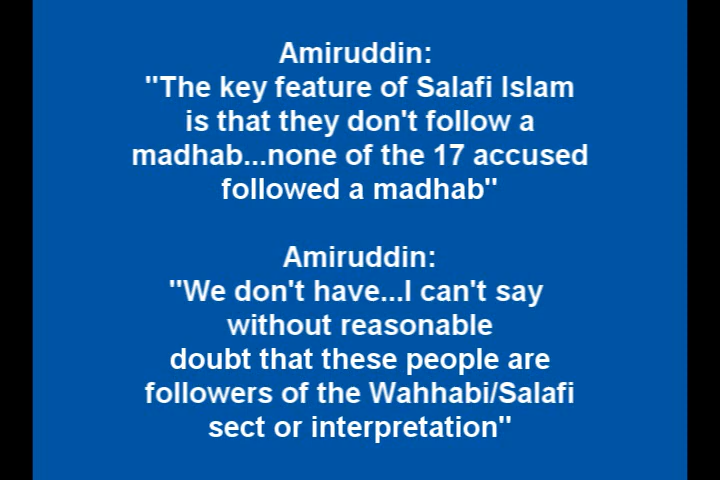 Amiruddin:
"The key feature of Salafi Islam
is that they don't follow a
madhab...none of the 17 accused
followed a madhab"
Amiruddin:
"We don't have...I can't say
without reasonable
doubt that these people are
followers of the Wahhabi/Salafi
sect or interpretation"